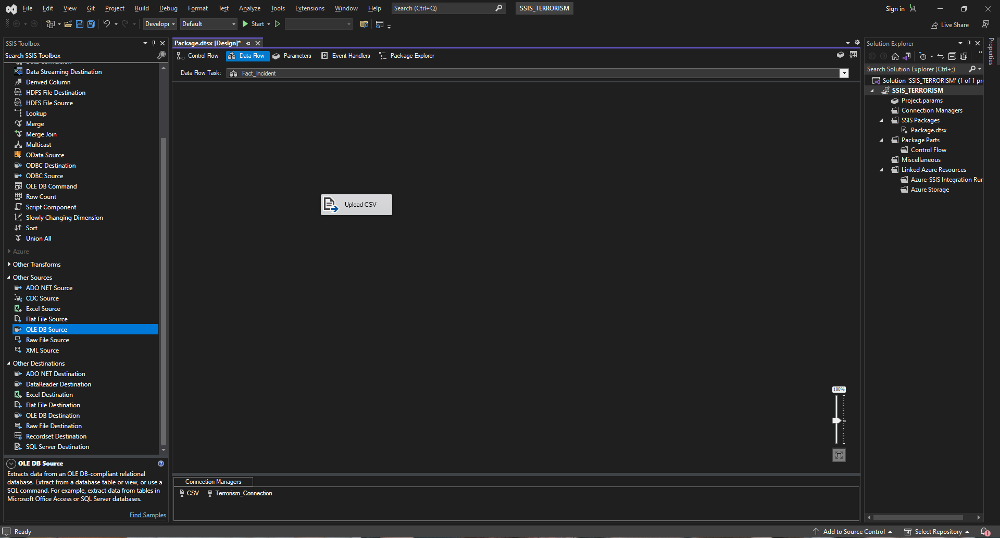 File Edit View Git Project Build Debug Format Test Analyze Tools Extensions Window Help Search (Ctrl+Q) SSIS_TERRORISM Sign in
Develop Default Start Live Share
SSIS Toolbox
Search SSIS Toolbox
Data Conversion
Data Streaming Destination
Derived Column
HDFS File Destination
HDFS File Source
Lookup
Merge
Merge Join
Multicast
OData Source
ODBC Destination
ODBC Source
OLE DB Command
Row Count
Script Component
Slowly Changing Dimension
Sort
Union All
Azure
Other Transforms
Other Sources
ADO NET Source
CDC Source
Excel Source
Flat File Source
OLE DB Source
Raw File Source
XML Source
Other Destinations
ADO NET Destination
DataReader Destination
Excel Destination
Flat File Destination
OLE DB Destination
Raw File Destination
Recordset Destination
SQL Server Destination
OLE DB Source
Extracts data from an OLE DB-compliant relational
database. Extract from a database table or view, or use a
SQL command. For example, extract data from tables in
Microsoft Office Access or SQL Server databases.
Find Samples
Package.dtsx [Design]*
Control Flow Data Flow Parameters Event Handlers Package Explorer
Data Flow Task: Fact_Incident
Upload CSV
100%
Connection Managers
CSV Terrorism_Connection
Solution Explorer
Search Solution Explorer (Ctrl+;)
Solution 'SSIS_TERRORISM' (1 of 1 pr
SSIS_TERRORISM
Project.params
Connection Managers
SSIS Packages
Package.dtsx
Package Parts
Control Flow
Miscellaneous
Linked Azure Resources
Azure-SSIS Integration Run
Azure Storage
Properties
Ready Add to Source Control Select Repository 1